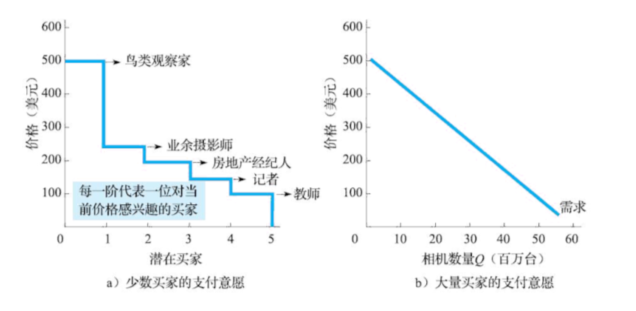 600
500
400
300
200
100
价格（美元）
鸟类观察家
业余摄影师
房地产经纪人
记者
教师
每一阶代表一位对当
前价格感兴趣的买家
0 1 2 3 4 5
潜在买家
a）少数买家的支付意愿
600
500
400
300
200
100
价格（美元）
需求
0 10 20 30 40 50 60
相机数量Q（百万台）
b）大量买家的支付意愿